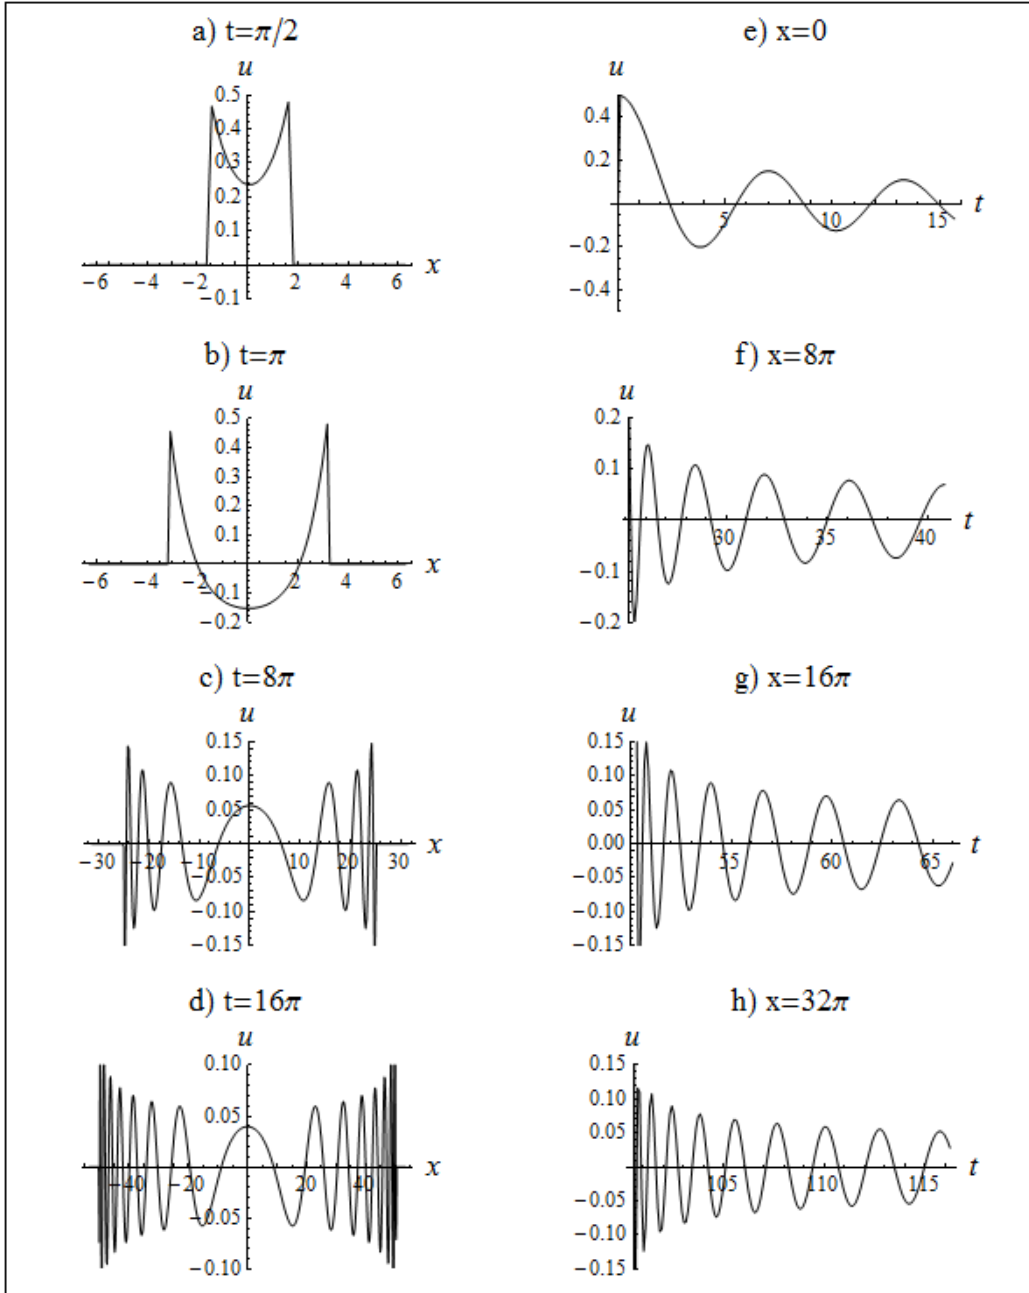 a) t=π/2
u
0.5
0.4
0.3
0.2
0.1
−0.1
−6 −4 −2 2 4 6 x
b) t=π
u
0.5
0.4
0.3
0.2
0.1
−0.1
−0.2
−6 −4 −2 2 4 6 x
c) t=8π
u
0.15
0.10
0.05
−0.05
−0.10
−0.15
−30 −20 −10 10 20 30 x
d) t=16π
u
0.10
0.05
−0.05
−0.10
−40 −20 20 40 x
e) x=0
u
0.4
0.2
−0.2
−0.4
5 10 15 t
f) x=8π
u
0.2
0.1
−0.1
−0.2
30 35 40 t
g) x=16π
u
0.15
0.10
0.05
0.00
−0.05
−0.10
−0.15
55 60 65 t
h) x=32π
u
0.15
0.10
0.05
−0.05
−0.10
−0.15
105 110 115 t